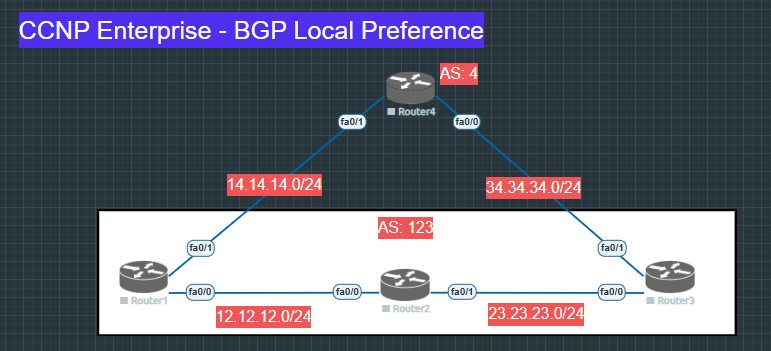 CCNP Enterprise - BGP Local Preference
AS: 4
Router4
fa0/1
fa0/0
14.14.14.0/24
34.34.34.0/24
AS: 123
fa0/1
fa0/1
Router1
fa0/0
fa0/0
Router2
fa0/1
fa0/0
Router3
12.12.12.0/24
23.23.23.0/24